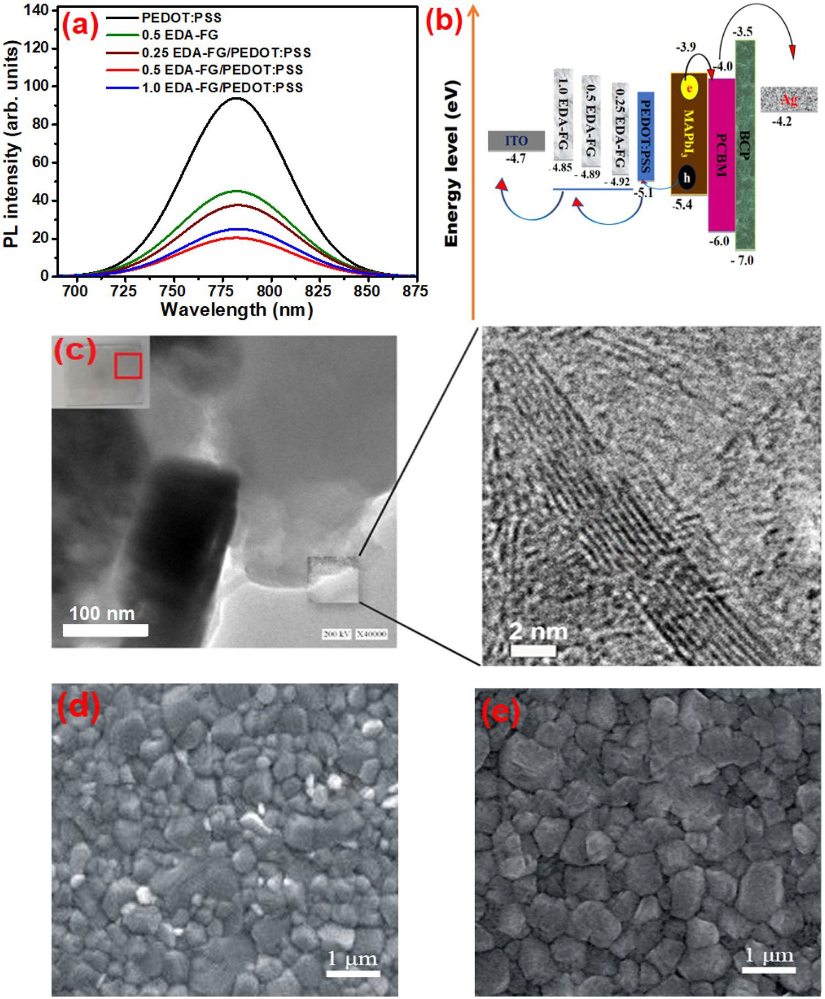 (a)
PL intensity (arb. units)
140
120
100
80
60
40
20
0
PEDOT:PSS
0.5 EDA-FG
0.25 EDA-FG/PEDOT:PSS
0.5 EDA-FG/PEDOT:PSS
1.0 EDA-FG/PEDOT:PSS
700 725 750 775 800 825 850 875
Wavelength (nm)
(b)
Energy level (eV)
ITO
-4.7
1.0 EDA-FG
-4.85
0.5 EDA-FG
- 4.89
0.25 EDA-FG
- 4.92
PEDOT:PSS
-5.1
-3.9
e
MAPbI3
h
-5.4
-4.0
PCBM
-6.0
-3.5
BCP
- 7.0
Ag
-4.2
(c)
100 nm
200 kV X40000
2 nm
(d)
1 μm
(e)
1 μm